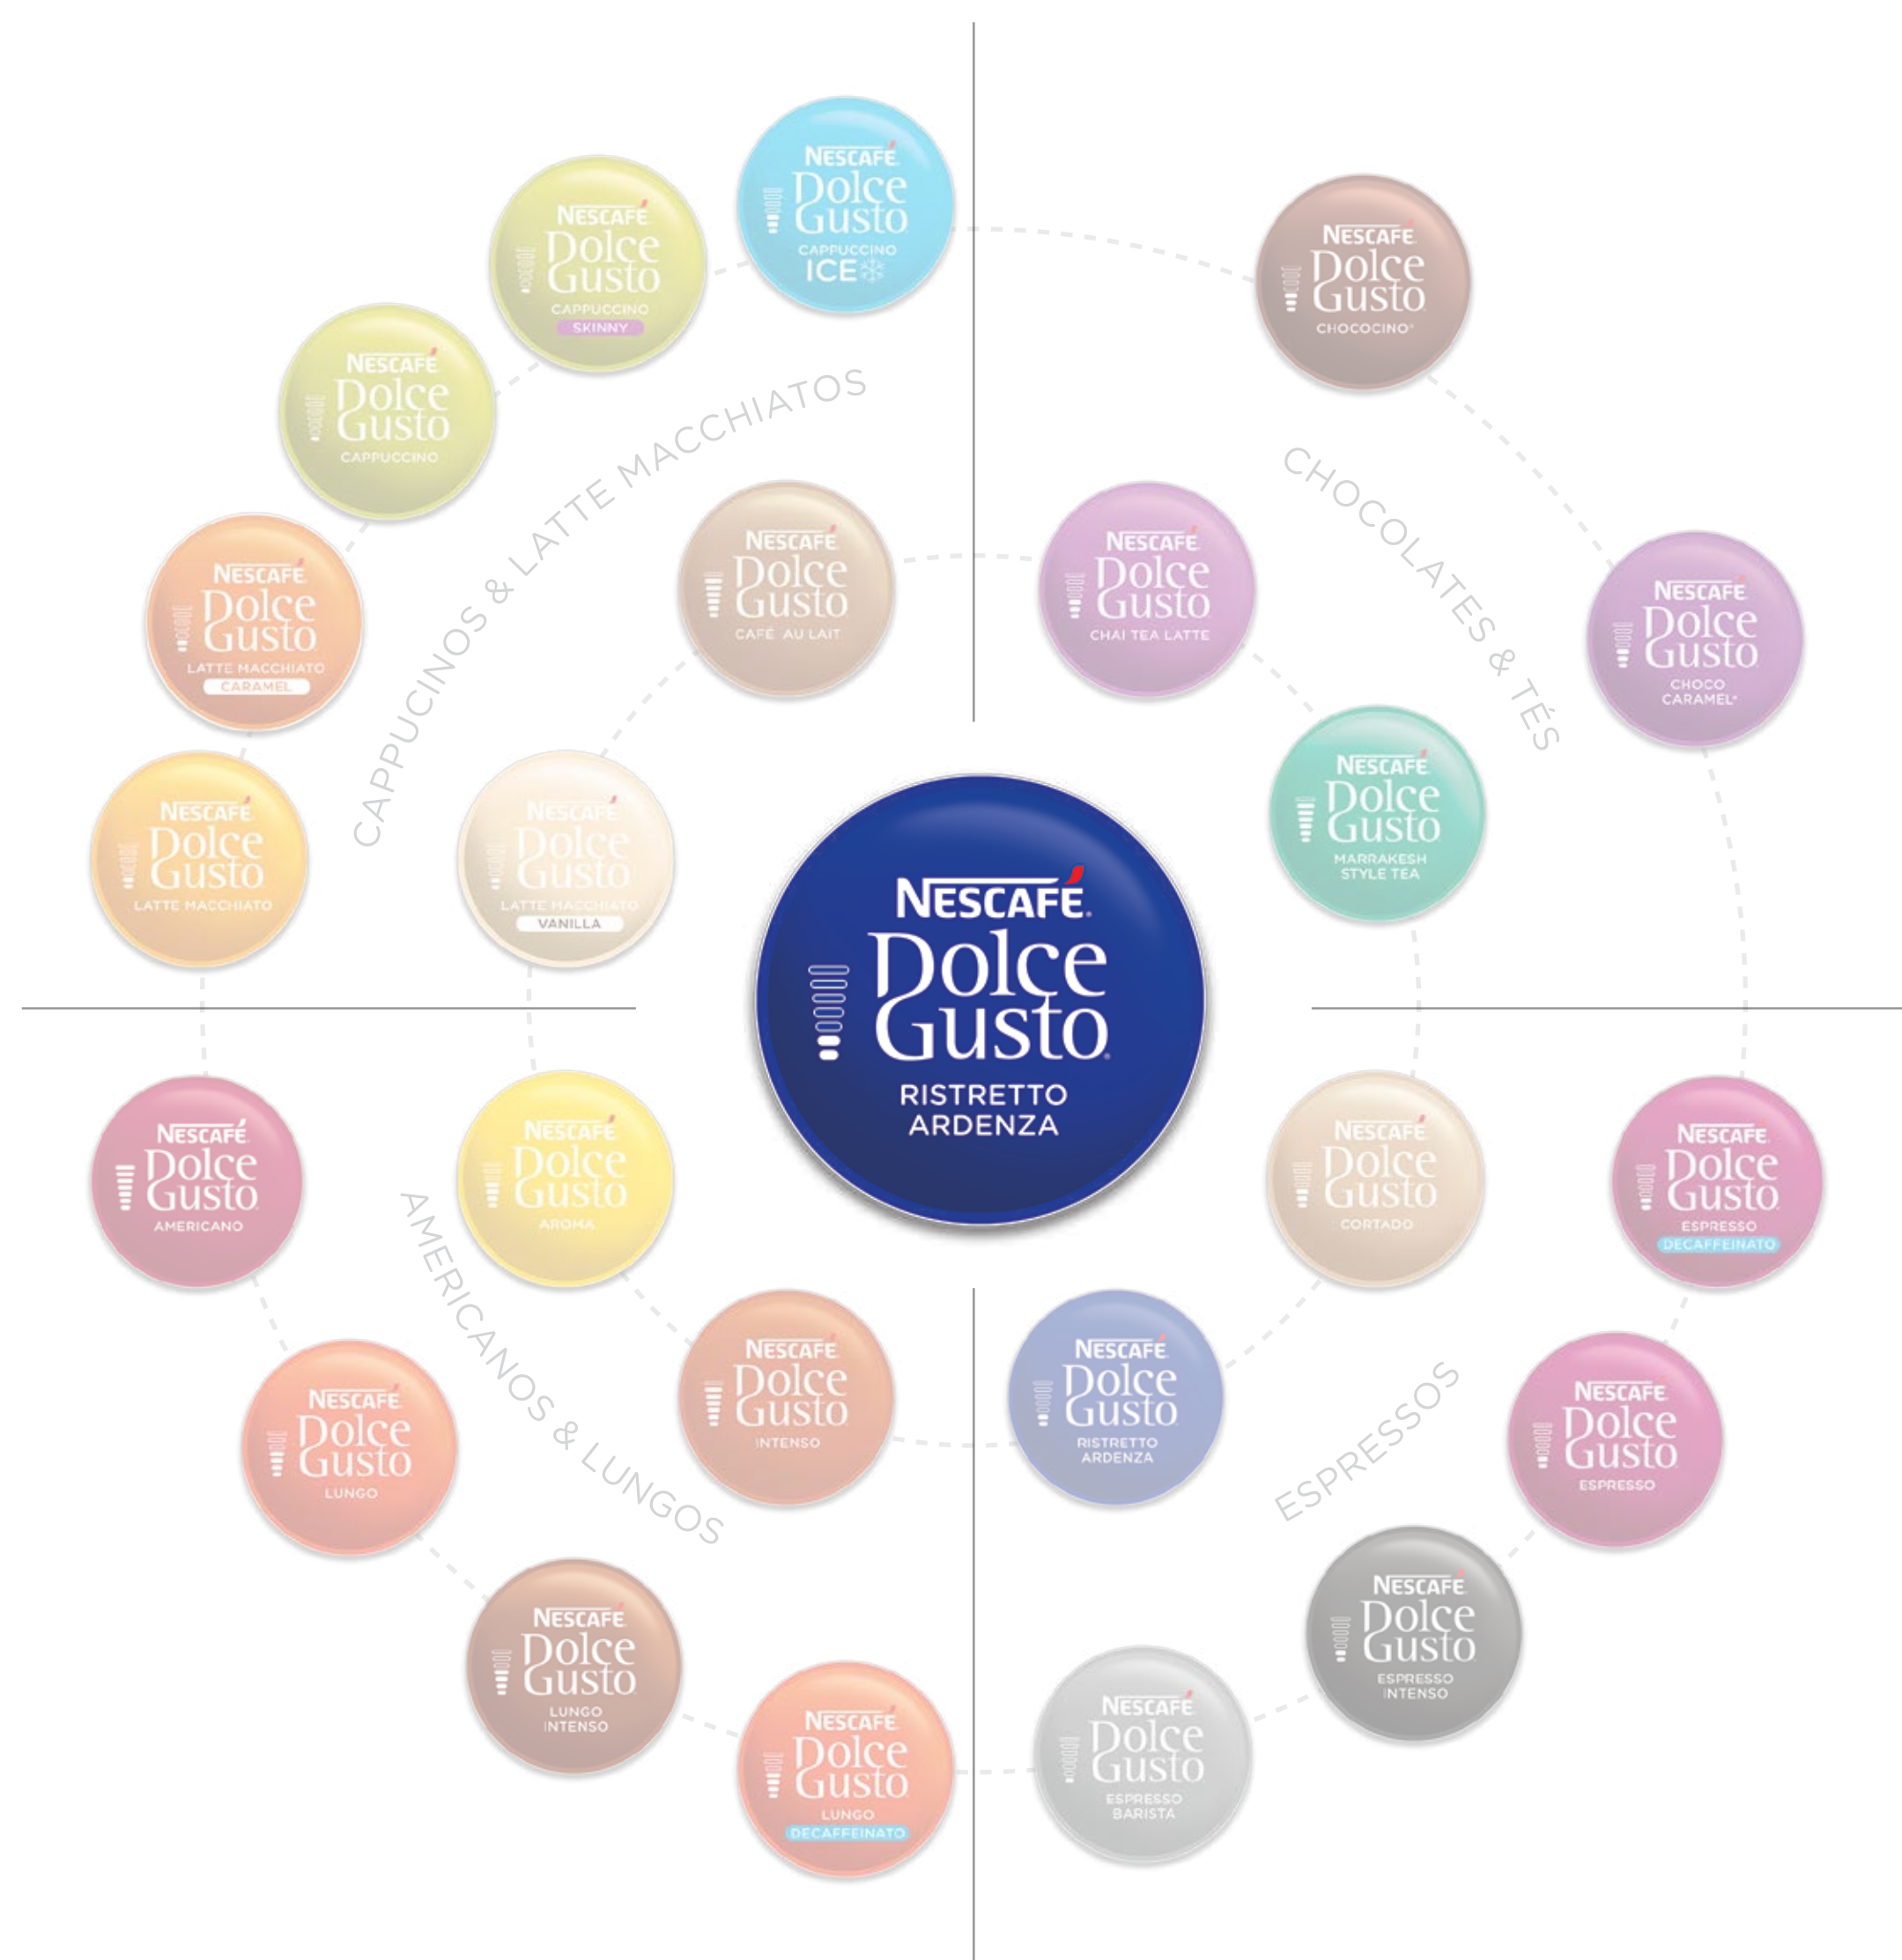 NESCAFÉ
Dolce
Gusto
CAPPUCCINO
ICE
NESCAFÉ
Dolce
Gusto
CAPPUCCINO
SKINNY
NESCAFÉ
Dolce
Gusto
CAPPUCCINO
NESCAFÉ
Dolce
Gusto
LATTE MACCHIATO
CARAMEL
NESCAFÉ
Dolce
Gusto
LATTE MACCHIATO
CAPPUCINOS & LATTE MACCHIATOS
NESCAFÉ
Dolce
Gusto
CAFÉ AU LAIT
NESCAFÉ
Dolce
Gusto
LATTE MACCHIATO
VANILLA
NESCAFÉ
Dolce
Gusto
CHOCOCINO*
CHOCOLATES & TÉS
NESCAFÉ
Dolce
Gusto
CHAI TEA LATTE
NESCAFÉ
Dolce
Gusto
CHOCO
CARAMEL*
NESCAFÉ
Dolce
Gusto
MARRAKESH
STYLE TEA
NESCAFÉ.
Dolce
Gusto
RISTRETTO
ARDENZA
NESCAFÉ
Dolce
Gusto
AMERICANO
NESCAFÉ
Dolce
Gusto
AROMA
AMERICANOS & LUNGOS
NESCAFÉ
Dolce
Gusto
INTENSO
NESCAFÉ
Dolce
Gusto
LUNGO
NESCAFÉ
Dolce
Gusto
LUNGO
INTENSO
NESCAFÉ
Dolce
Gusto
LUNGO
DECAFFEINATO
NESCAFÉ
Dolce
Gusto
CORTADO
NESCAFÉ
Dolce
Gusto
ESPRESSO
DECAFFEINATO
NESCAFÉ
Dolce
Gusto
RISTRETTO
ARDENZA
ESPRESSOS
NESCAFÉ
Dolce
Gusto
ESPRESSO
NESCAFÉ
Dolce
Gusto
ESPRESSO
INTENSO
NESCAFÉ
Dolce
Gusto
ESPRESSO
BARISTA